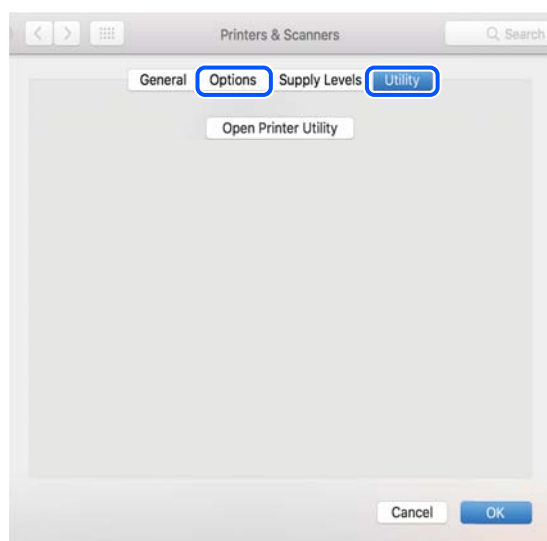 Printers & Scanners Search
General Options Supply Levels Utility
Open Printer Utility
Cancel OK